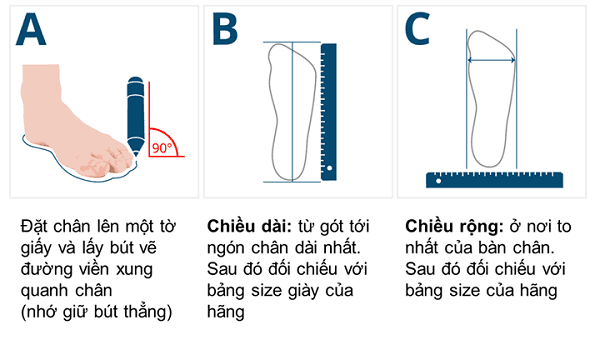 A
B
C
90°
Đặt chân lên một tờ
giấy và lấy bút vẽ
đường viền xung
quanh chân
(nhớ giữ bút thẳng)
Chiều dài: từ gót tới
ngón chân dài nhất.
Sau đó đối chiếu với
bảng size giày của
hãng
Chiều rộng: ở nơi to
nhất của bàn chân.
Sau đó đối chiếu với
bảng size của hãng